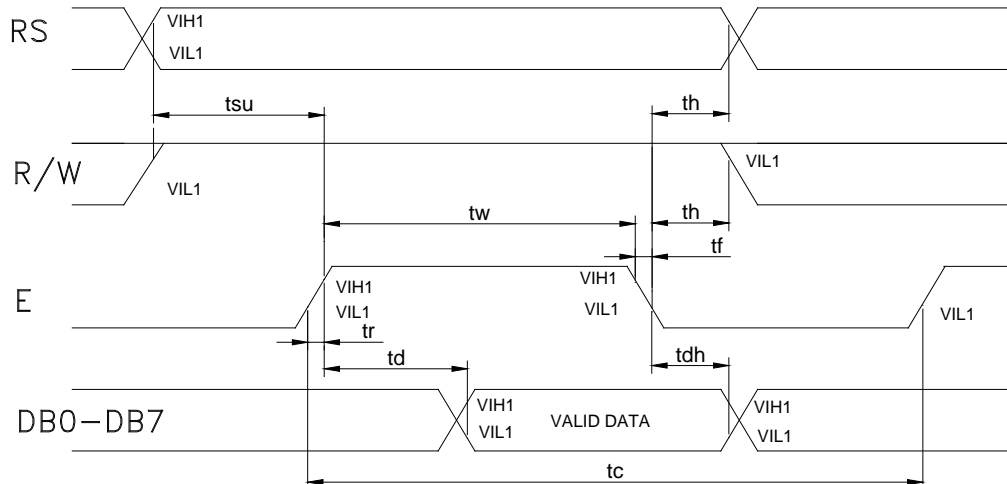 RS
VIH1
VIL1
tsu
th
R/W
VIL1
VIL1
tw
th
tf
E
VIH1
VIL1
VIH1
VIL1
VIL1
tr
td
tdh
DB0-DB7
VIH1
VIL1
VALID DATA
VIH1
VIL1
tc